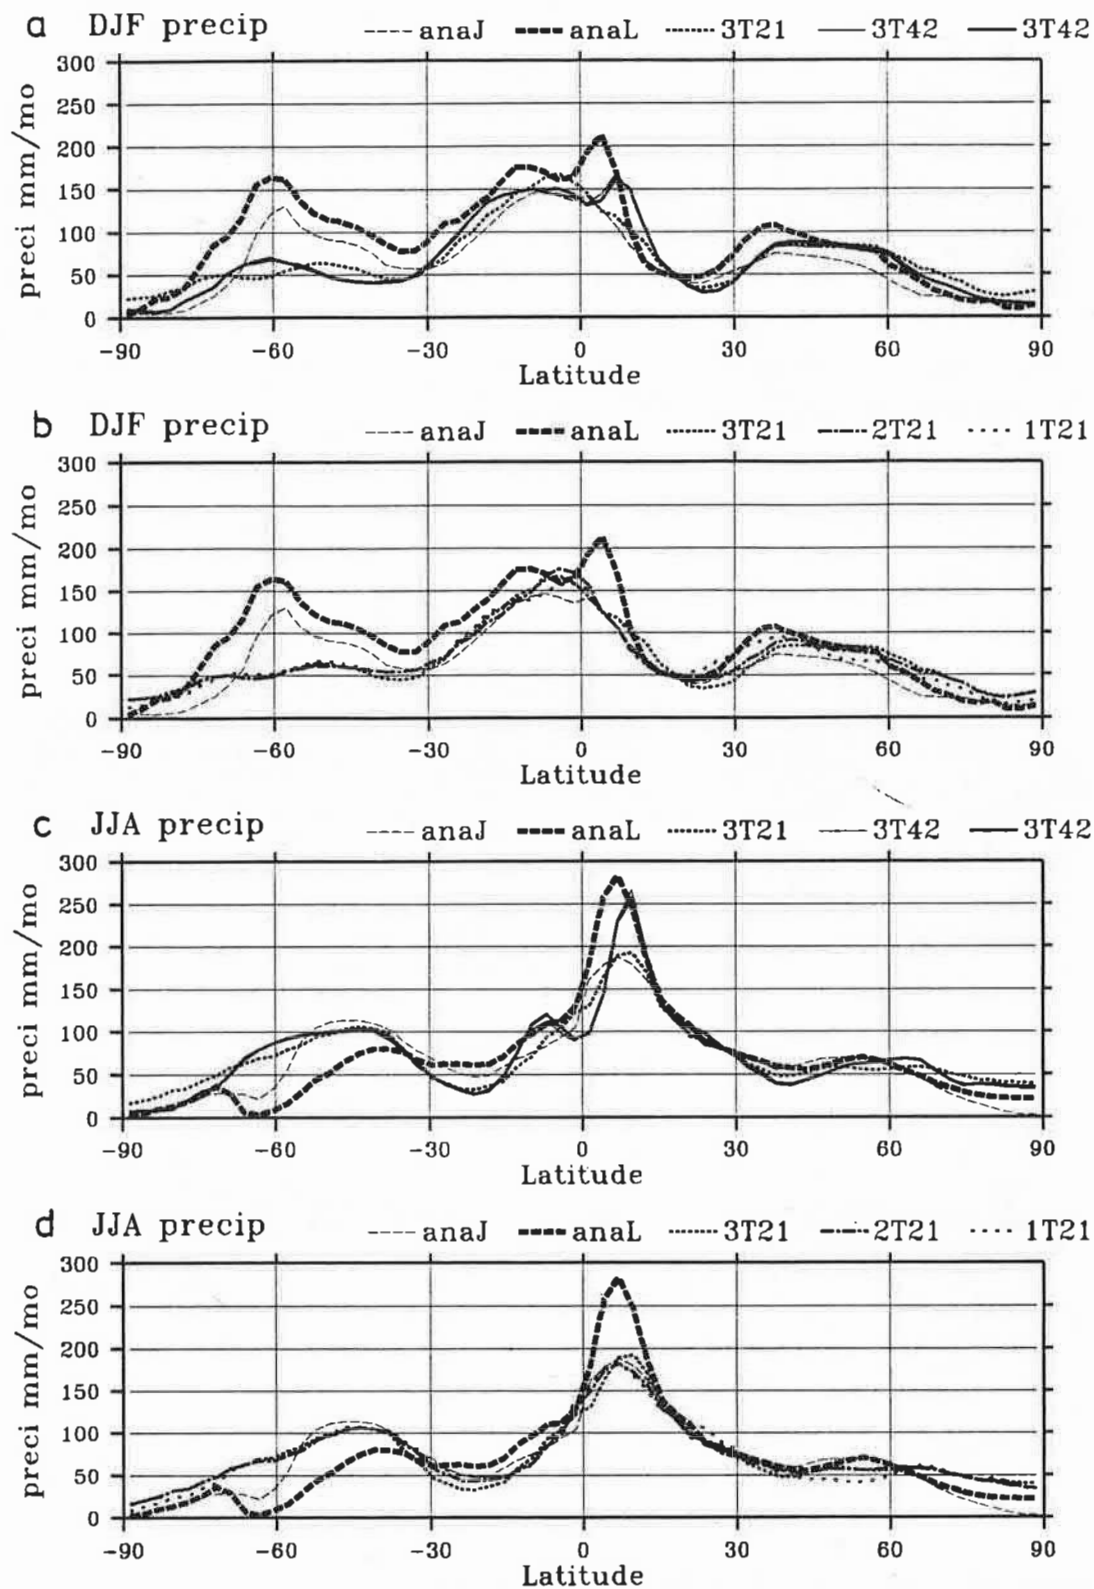 a DJF precip anaJ anaL 3T21 3T42 3T42
preci mm/mo
300
250
200
150
100
50
0
-90 -60 -30 0 30 60 90
Latitude
b DJF precip anaJ anaL 3T21 2T21 1T21
preci mm/mo
300
250
200
150
100
50
0
-90 -60 -30 0 30 60 90
Latitude
c JJA precip anaJ anaL 3T21 3T42 3T42
preci mm/mo
300
250
200
150
100
50
0
-90 -60 -30 0 30 60 90
Latitude
d JJA precip anaJ anaL 3T21 2T21 1T21
preci mm/mo
300
250
200
150
100
50
0
-90 -60 -30 0 30 60 90
Latitude